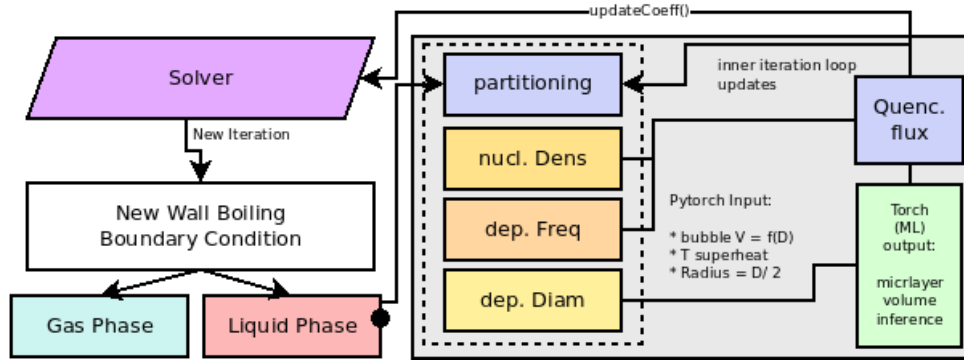 updateCoeff()
Solver
New Iteration
New Wall Boiling
Boundary Condition
Gas Phase
Liquid Phase
partitioning
nucl. Dens
dep. Freq
dep. Diam
inner iteration loop
updates
Pytorch Input:
* bubble V = f(D)
* T superheat
* Radius = D/ 2
Quenc.
flux
Torch
(ML)
output:
micrlayer
volume
inference